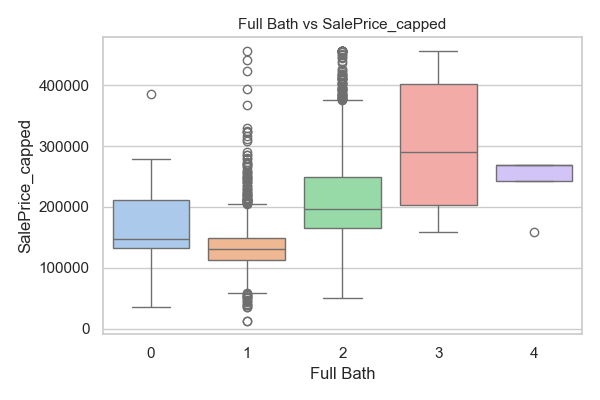 Full Bath vs SalePrice_capped
SalePrice_capped
400000
300000
200000
100000
0
0 1 2 3 4
Full Bath